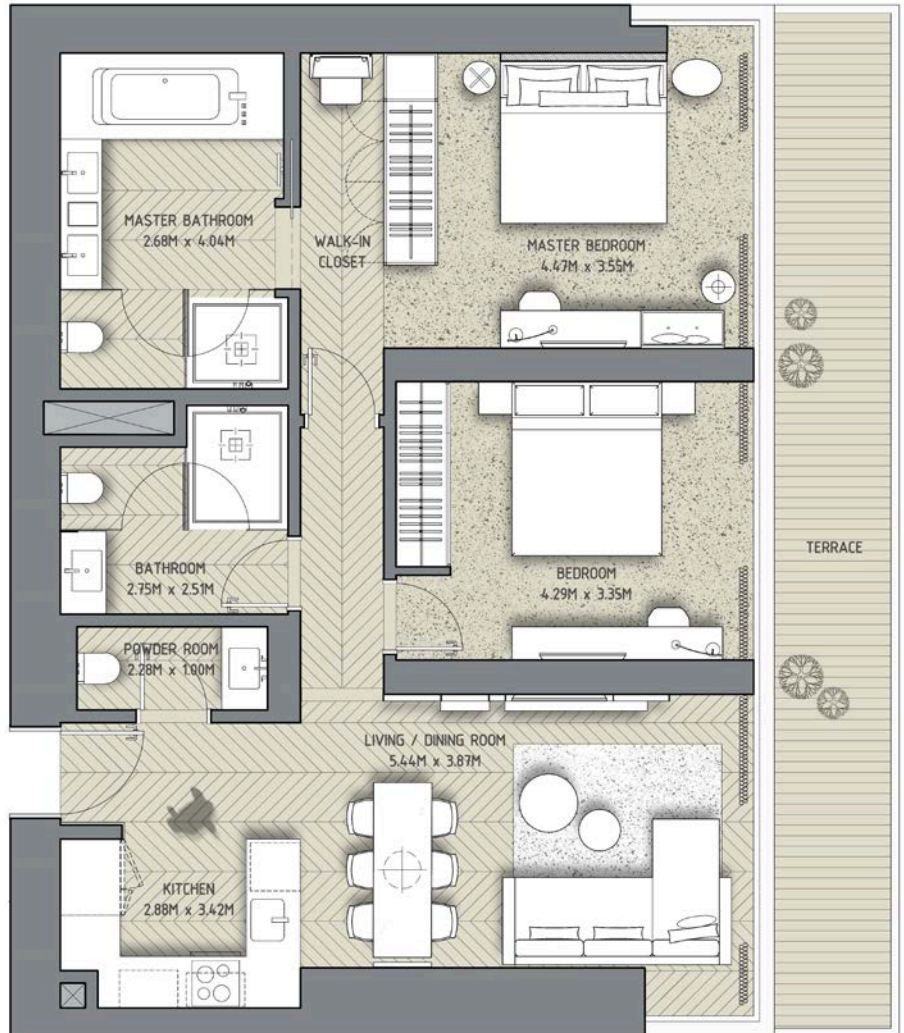 MASTER BATHROOM
2.68M x 4.04M
WALK-IN
CLOSET
MASTER BEDROOM
4.47M x 3.55M
TERRACE
BATHROOM
2.75M x 2.51M
BEDROOM
4.29M x 3.35M
POWDER ROOM
2.28M x 1.00M
LIVING / DINING ROOM
5.44M x 3.87M
KITCHEN
2.88M x 3.42M